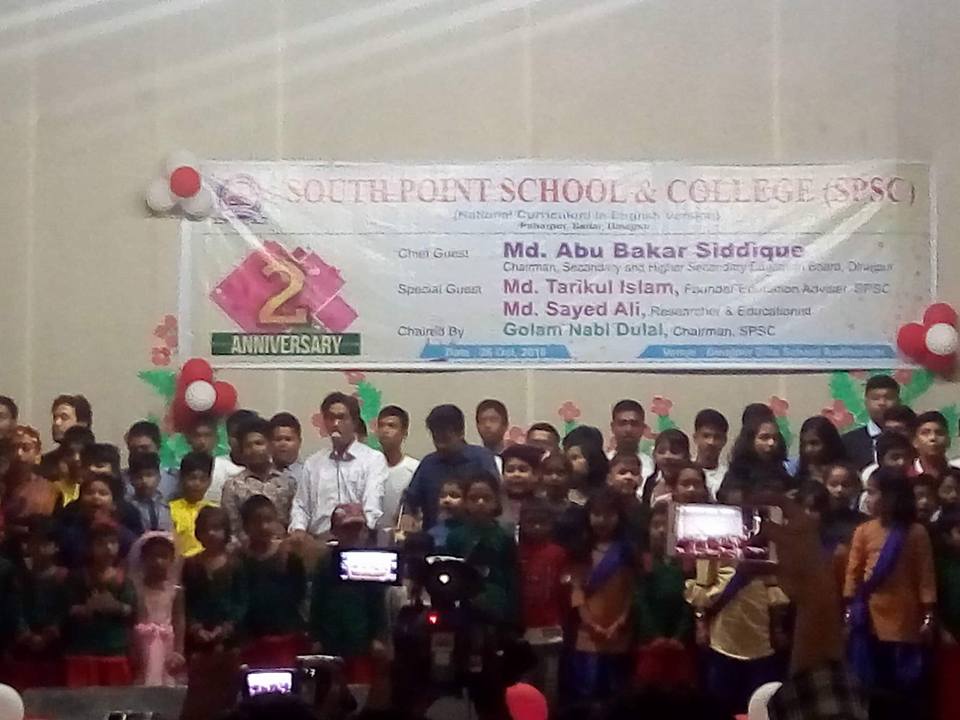 SOUTH POINT SCHOOL & COLLEGE (SPSC)
(National Curriculum in English Version)
2
ANNIVERSARY
Chief Guest Md. Abu Bakar Siddique
Chairman, Secondary and Higher Secondary Education Board, Dinajpur
Special Guest Md. Tarikul Islam, Founder Education Adviser, SPSC
Md. Sayed Ali, Researcher & Educationist
Chaired By Golam Nabi Dulal, Chairman, SPSC
Date
Venue